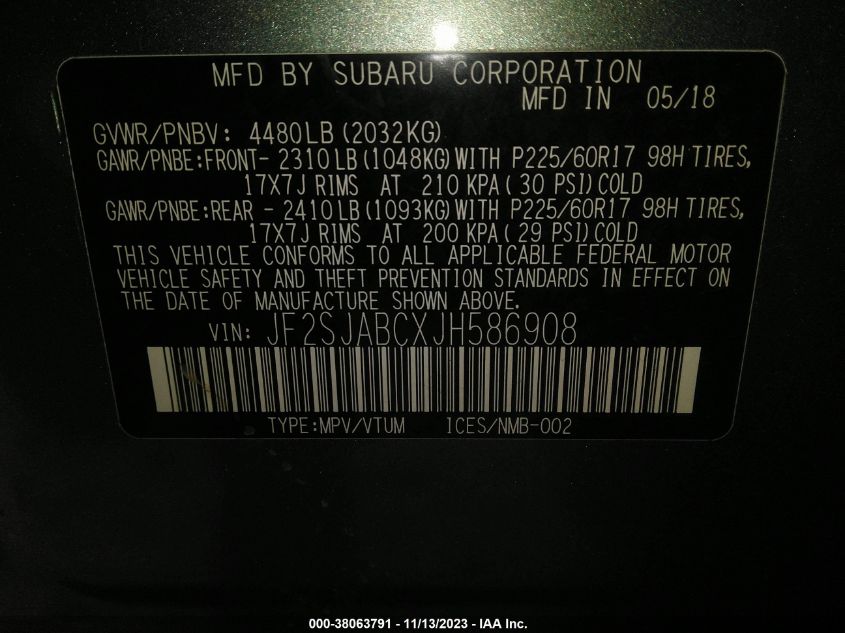 MFD BY SUBARU CORPORATION
MFD IN 05/18
GVWR/PNBV: 4480LB(2032KG)
GAWR/PNBE:FRONT- 2310LB(1048KG)WITH P225/60R17 98H TIRES,
17X7J RIMS AT 210 KPA(30 PSI)COLD
GAWR/PNBE:REAR - 2410LB(1093KG)WITH P225/60R17 98H TIRES,
17X7J RIMS AT 200 KPA(29 PSI)COLD
THIS VEHICLE CONFORMS TO ALL APPLICABLE FEDERAL MOTOR
VEHICLE SAFETY AND THEFT PREVENTION STANDARDS IN EFFECT ON
THE DATE OF MANUFACTURE SHOWN ABOVE.
VIN: JF2SJABCXJH586908
TYPE:MPV/VTUM ICES/NMB-002
000-38063791 - 11/13/2023 - IAA Inc.